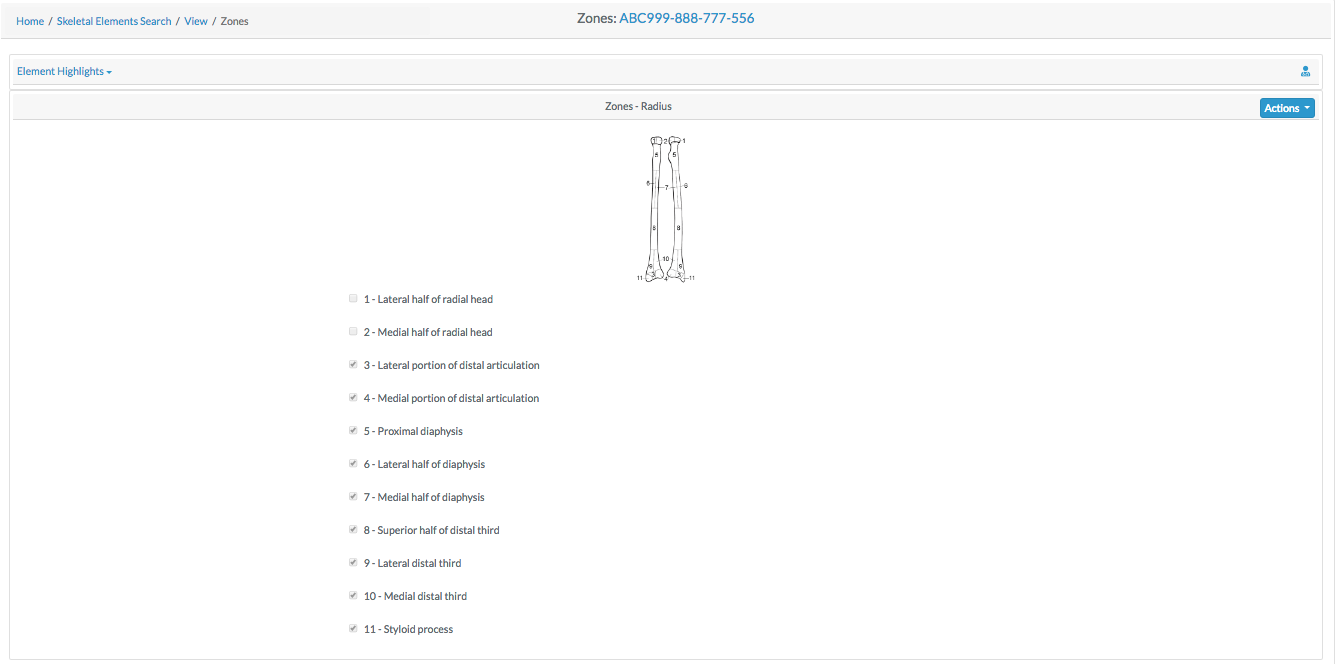 Home / Skeletal Elements Search / View / Zones
Zones: ABC999-888-777-556
Element Highlights
Zones - Radius
Actions
1 2 1
5 5
6 7 6
8 8
10
9 9
3 3
11 4 11
1 - Lateral half of radial head
2 - Medial half of radial head
3 - Lateral portion of distal articulation
4 - Medial portion of distal articulation
5 - Proximal diaphysis
6 - Lateral half of diaphysis
7 - Medial half of diaphysis
8 - Superior half of distal third
9 - Lateral distal third
10 - Medial distal third
11 - Styloid process